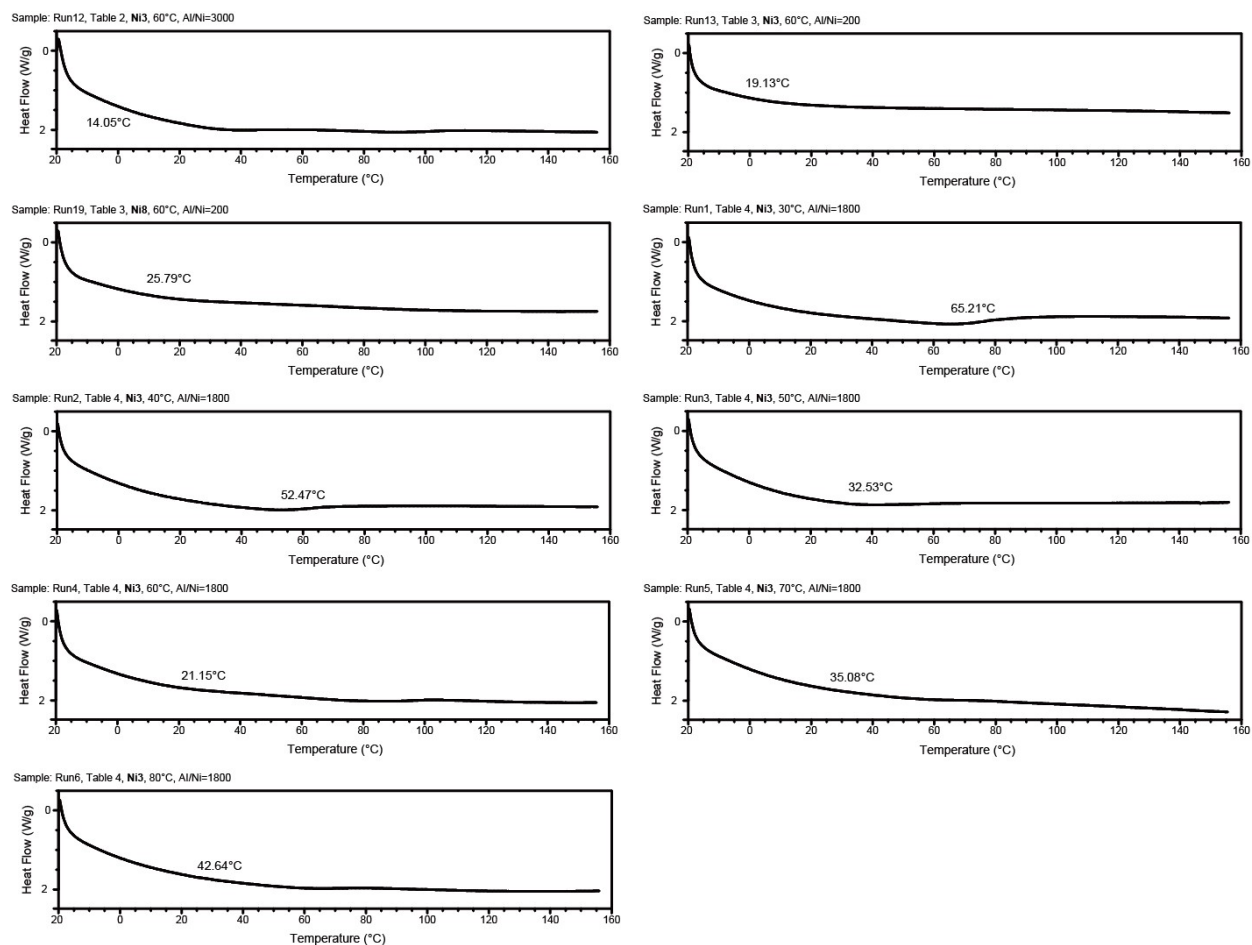 Sample: Run12, Table 2, Ni3, 60°C, Al/Ni=3000
Heat Flow (W/g)
0
2
14.05°C
20 0 20 40 60 80 100 120 140 160
Temperature (°C)
Sample: Run13, Table 3, Ni3, 60°C, Al/Ni=200
Heat Flow (W/g)
0
2
19.13°C
20 0 20 40 60 80 100 120 140 160
Temperature (°C)
Sample: Run19, Table 3, Ni8, 60°C, Al/Ni=200
Heat Flow (W/g)
0
2
25.79°C
20 0 20 40 60 80 100 120 140 160
Temperature (°C)
Sample: Run1, Table 4, Ni3, 30°C, Al/Ni=1800
Heat Flow (W/g)
0
2
65.21°C
20 0 20 40 60 80 100 120 140 160
Temperature (°C)
Sample: Run2, Table 4, Ni3, 40°C, Al/Ni=1800
Heat Flow (W/g)
0
2
52.47°C
20 0 20 40 60 80 100 120 140 160
Temperature (°C)
Sample: Run3, Table 4, Ni3, 50°C, Al/Ni=1800
Heat Flow (W/g)
0
2
32.53°C
20 0 20 40 60 80 100 120 140 160
Temperature (°C)
Sample: Run4, Table 4, Ni3, 60°C, Al/Ni=1800
Heat Flow (W/g)
0
2
21.15°C
20 0 20 40 60 80 100 120 140 160
Temperature (°C)
Sample: Run5, Table 4, Ni3, 70°C, Al/Ni=1800
Heat Flow (W/g)
0
2
35.08°C
20 0 20 40 60 80 100 120 140 160
Temperature (°C)
Sample: Run6, Table 4, Ni3, 80°C, Al/Ni=1800
Heat Flow (W/g)
0
2
42.64°C
20 0 20 40 60 80 100 120 140 160
Temperature (°C)